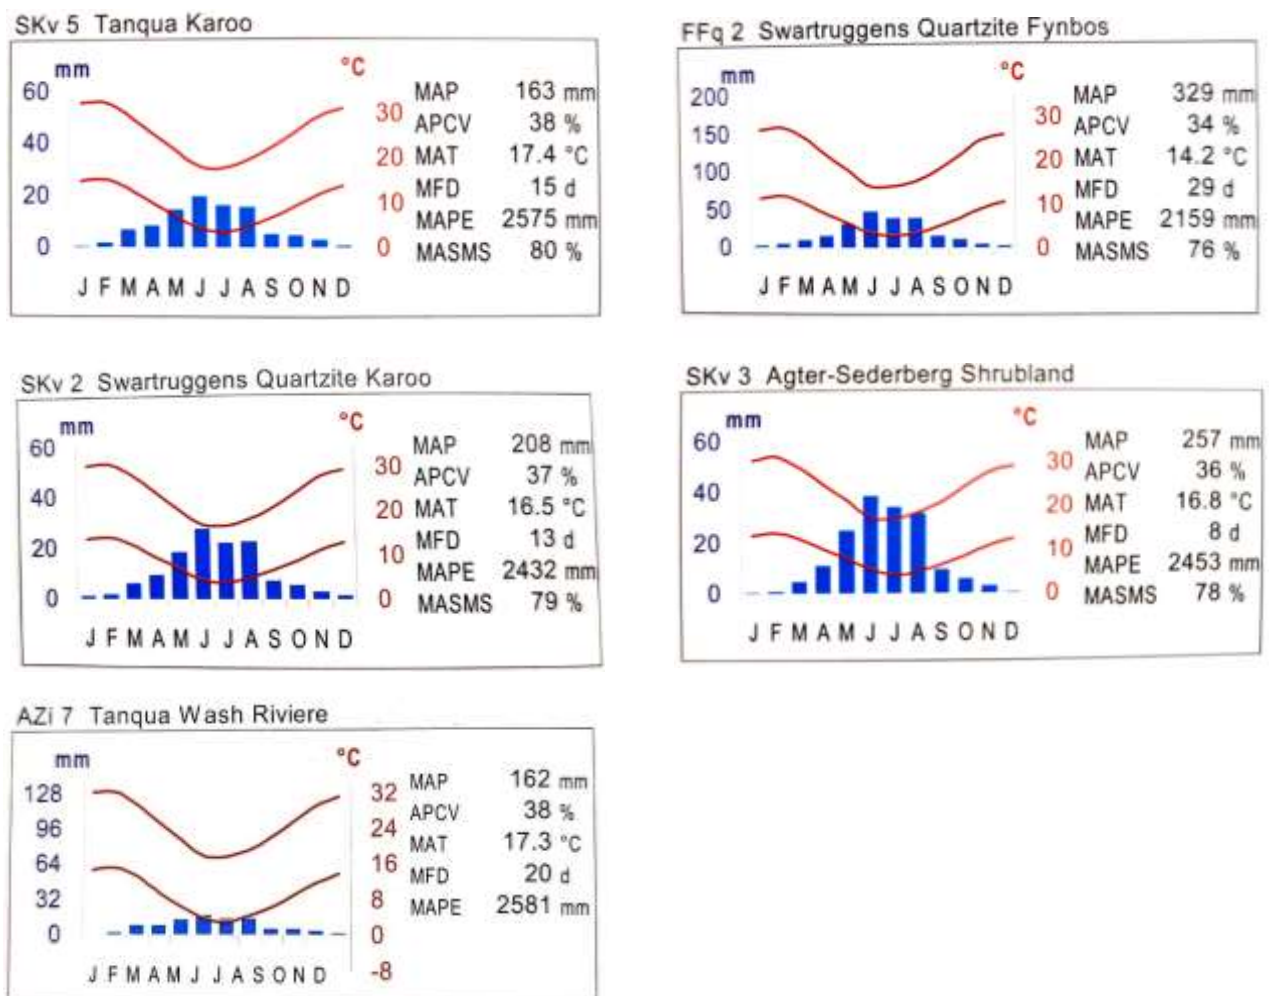 SKv 5 Tanqua Karoo
mm °C
60
40
20
0
30
20
10
0
J F M A M J J A S O N D
MAP 163 mm
APCV 38 %
MAT 17.4 °C
MFD 15 d
MAPE 2575 mm
MASMS 80 %
FFq 2 Swartruggens Quartzite Fynbos
mm °C
200
150
100
50
0
30
20
10
0
J F M A M J J A S O N D
MAP 329 mm
APCV 34 %
MAT 14.2 °C
MFD 29 d
MAPE 2159 mm
MASMS 76 %
SKv 2 Swartruggens Quartzite Karoo
mm °C
60
40
20
0
30
20
10
0
J F M A M J J A S O N D
MAP 208 mm
APCV 37 %
MAT 16.5 °C
MFD 13 d
MAPE 2432 mm
MASMS 79 %
SKv 3 Agter-Sederberg Shrubland
mm °C
60
40
20
0
30
20
10
0
J F M A M J J A S O N D
MAP 257 mm
APCV 36 %
MAT 16.8 °C
MFD 8 d
MAPE 2453 mm
MASMS 78 %
AZi 7 Tanqua Wash Riviere
mm °C
128
96
64
32
0
32
24
16
8
0
-8
J F M A M J J A S O N D
MAP 162 mm
APCV 38 %
MAT 17.3 °C
MFD 20 d
MAPE 2581 mm